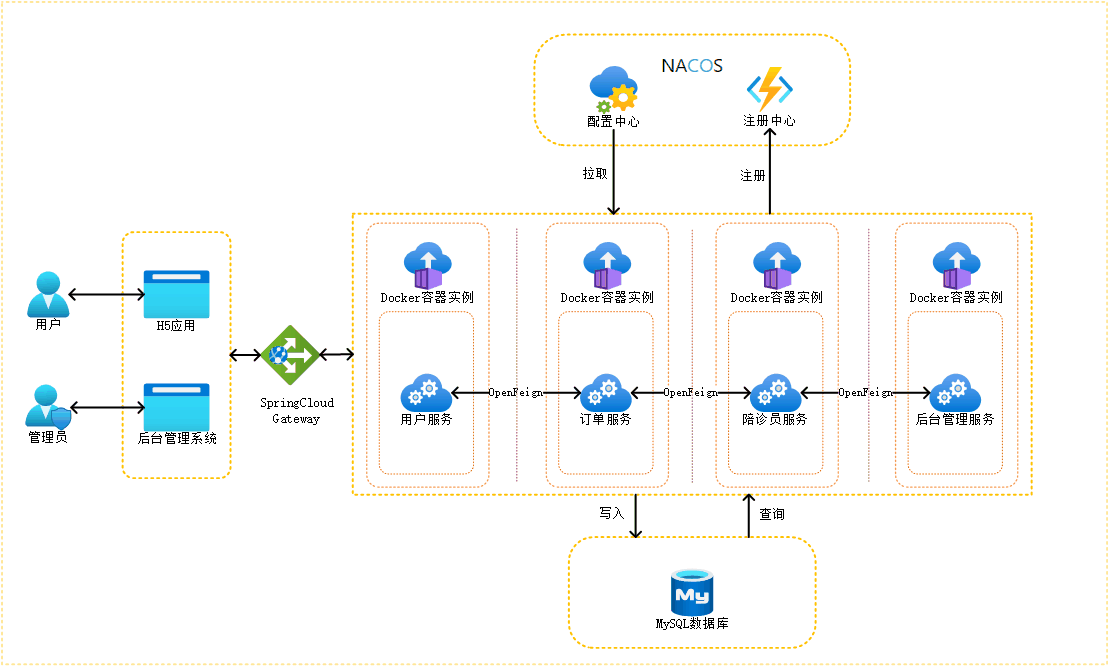 NACOS
配置中心
注册中心
拉取
注册
用户
H5应用
管理员
后台管理系统
SpringCloud
Gateway
Docker容器实例
Docker容器实例
Docker容器实例
Docker容器实例
OpenFeign
OpenFeign
OpenFeign
用户服务
订单服务
陪诊员服务
后台管理服务
写入
查询
My
MySQL数据库